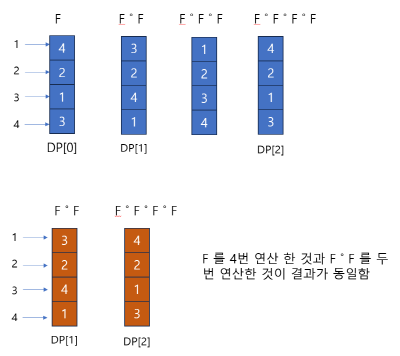 F F˚F F˚F˚F F˚F˚F˚F
1 4 3 1 4
2 2 2 2 2
3 1 4 3 1
4 3 1 4 3
DP[0] DP[1] DP[2]
F˚F F˚F˚F˚F
1 3 4
2 2 2
3 4 1
4 1 3
DP[1] DP[2]
F 를 4번 연산 한 것과 F˚F 를 두
번 연산한 것이 결과가 동일함